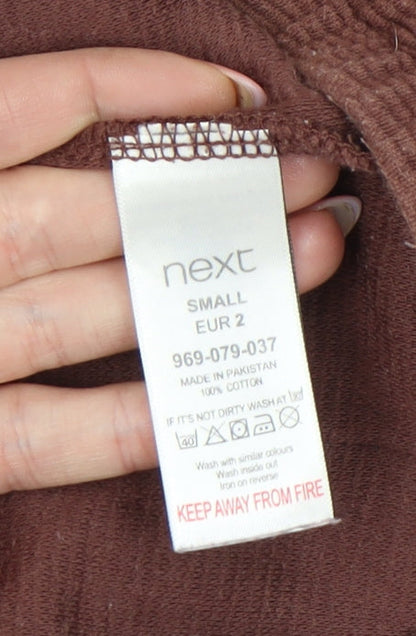 next
SMALL
EUR 2
969-079-037
MADE IN PAKISTAN
100% COTTON
IF IT'S NOT DIRTY WASH AT
40
Wash with similar colours
Wash inside out
Iron on reverse
KEEP AWAY FROM FIRE